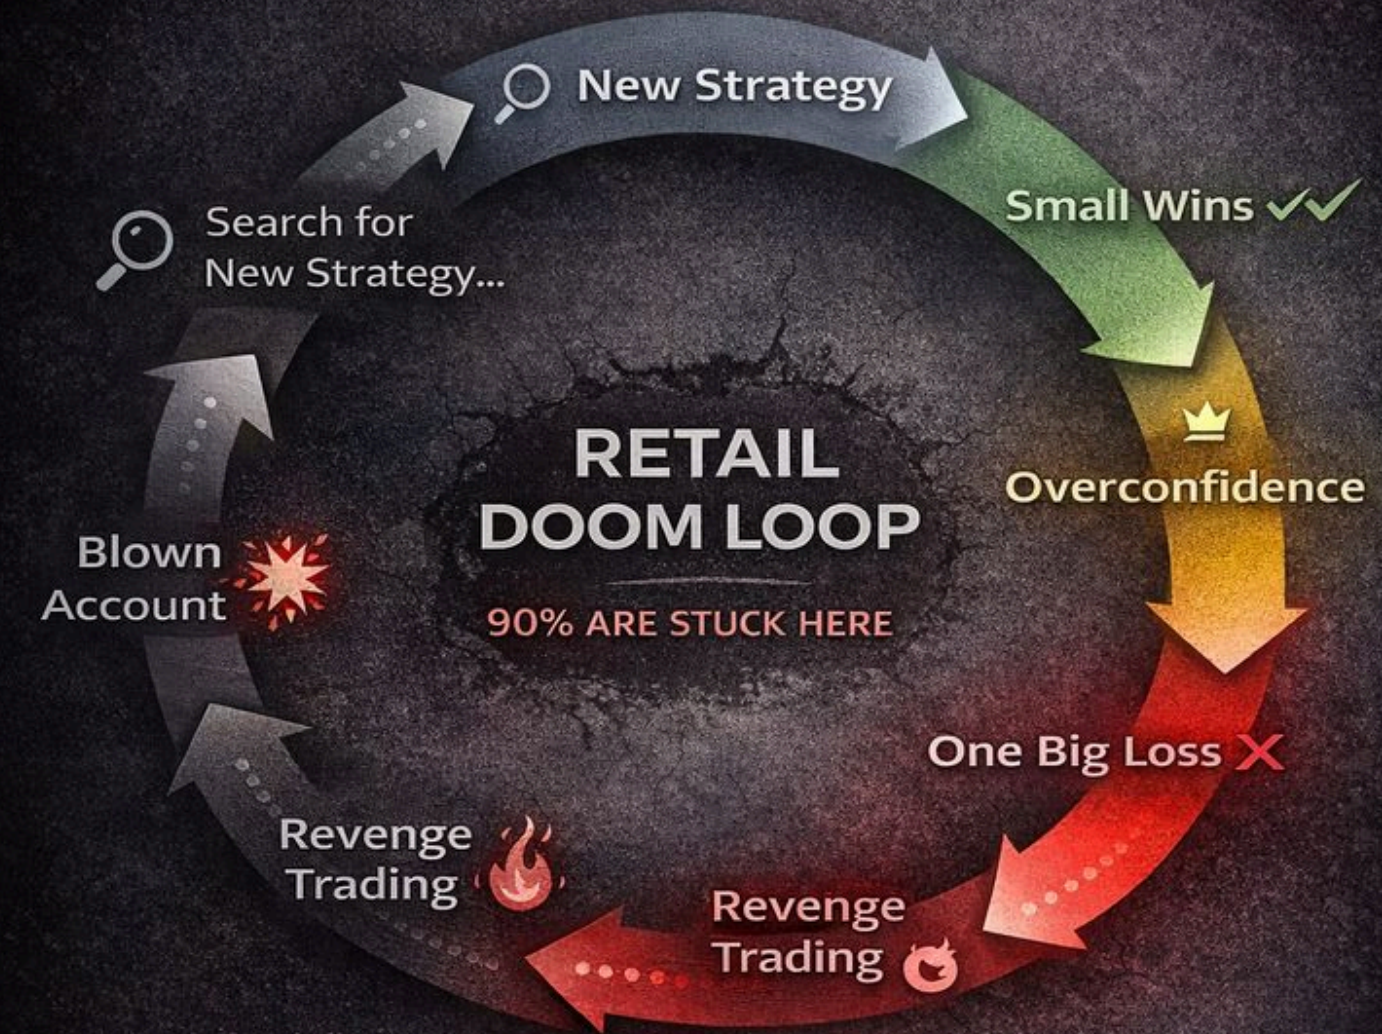 New Strategy
Small Wins
Overconfidence
One Big Loss
Revenge
Trading
Revenge
Trading
Blown
Account
Search for
New Strategy...
RETAIL
DOOM LOOP
90% ARE STUCK HERE